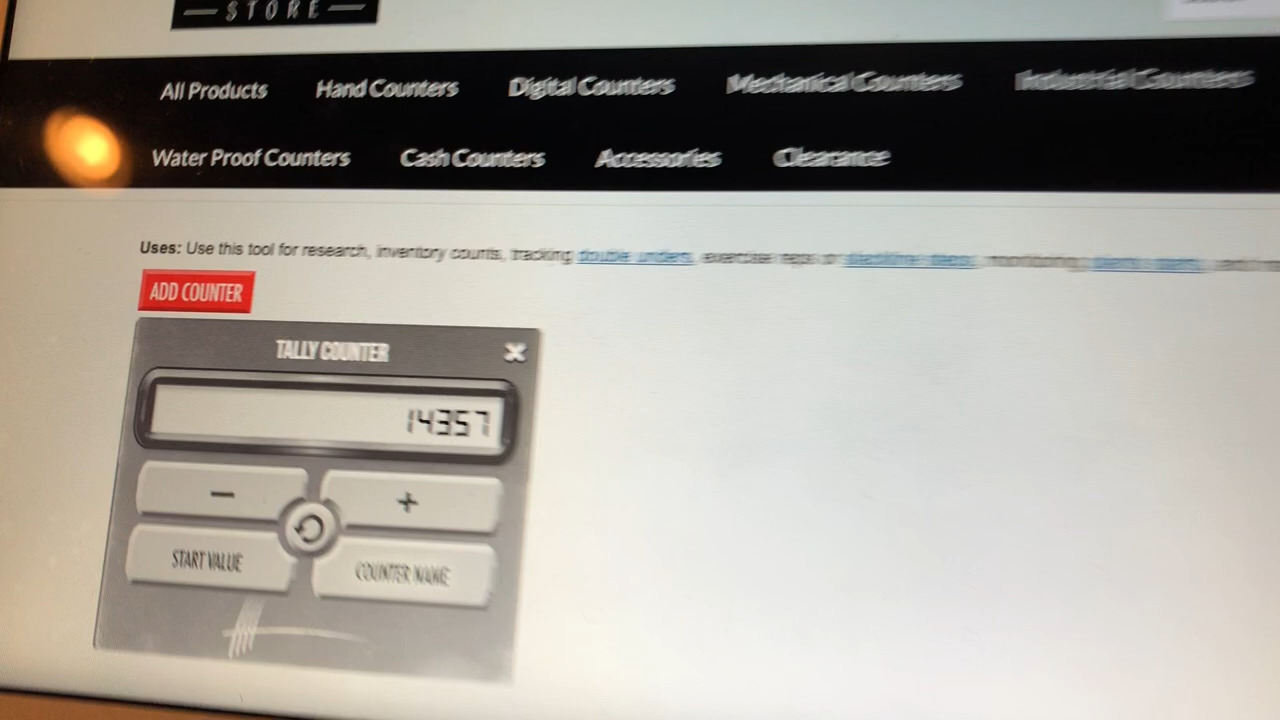 — STORE —
All Products Hand Counters Digital Counters Mechanical Counters Industrial Counters
Water Proof Counters Cash Counters Accessories Clearance
Uses: Use this tool for research, inventory counts, tracking double unders, exercise reps or monitoring
ADD COUNTER
TALLY COUNTER
14357
START VALUE
COUNTER NAME